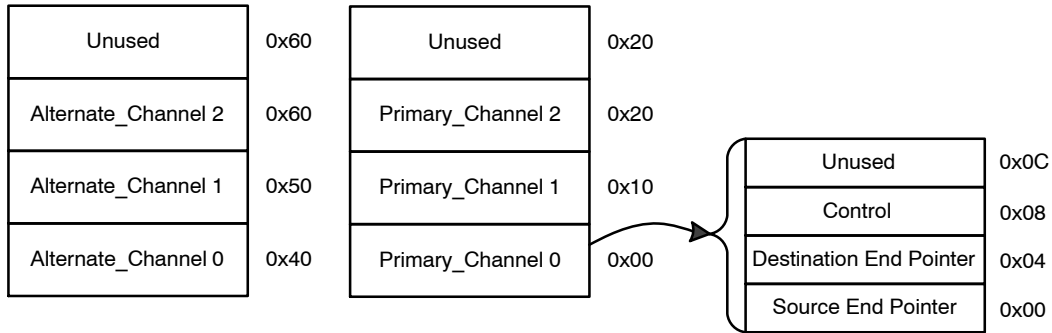 Unused 0x60 Unused 0x20
Alternate_Channel 2 0x60 Primary_Channel 2 0x20
Unused 0x0C
Alternate_Channel 1 0x50 Primary_Channel 1 0x10
Control 0x08
Alternate_Channel 0 0x40 Primary_Channel 0 0x00 Destination End Pointer 0x04
Source End Pointer 0x00